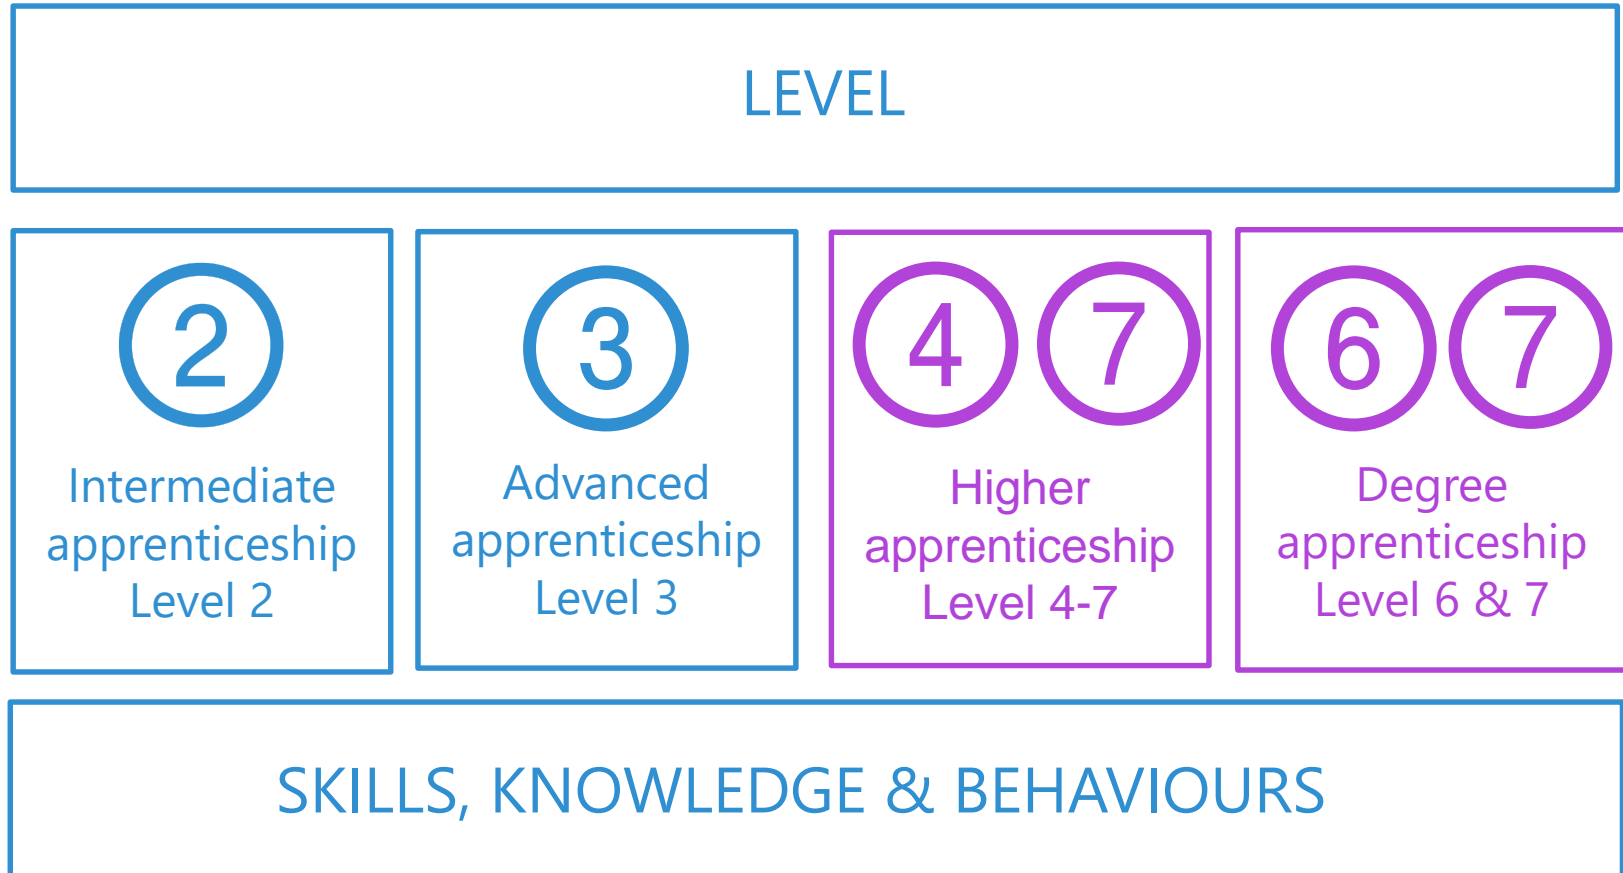 LEVEL
2
Intermediate
apprenticeship
Level 2
3
Advanced
apprenticeship
Level 3
4 7
Higher
apprenticeship
Level 4-7
6 7
Degree
apprenticeship
Level 6 & 7
SKILLS, KNOWLEDGE & BEHAVIOURS